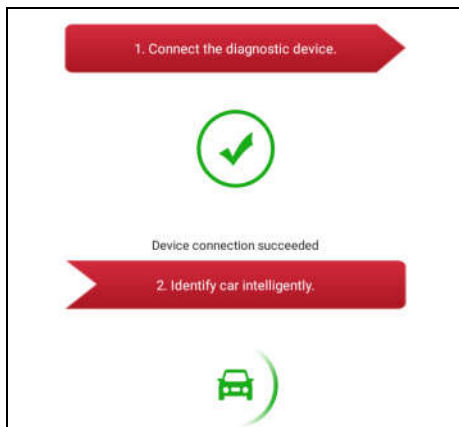 1. Connect the diagnostic device.
Device connection succeeded
2. Identify car intelligently.